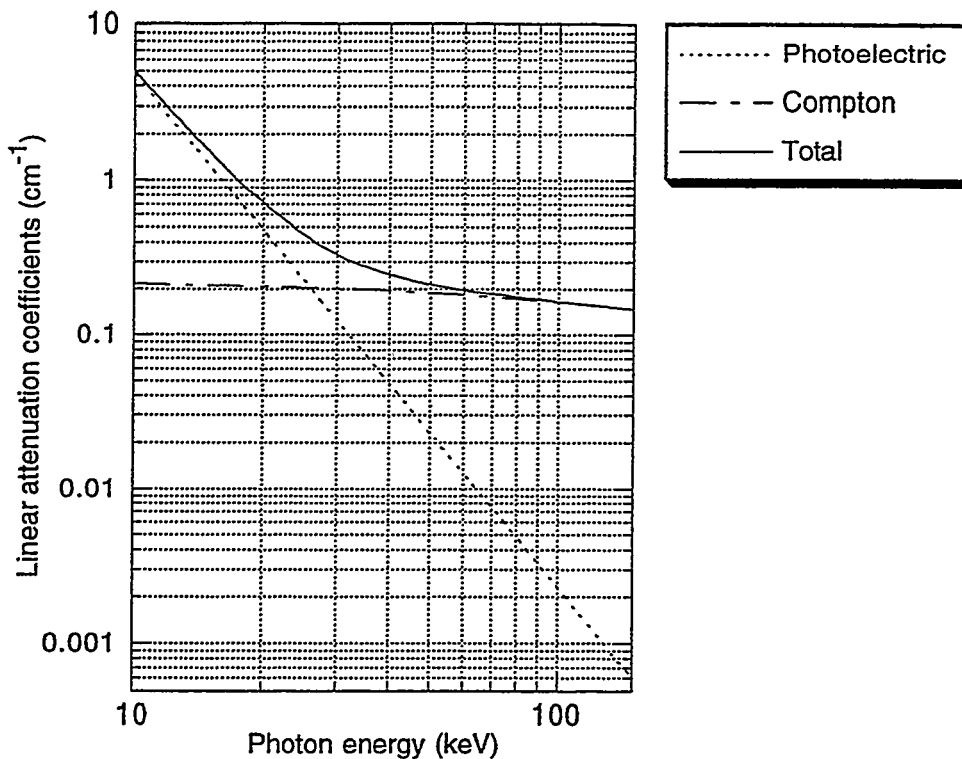 10
1
0.1
0.01
0.001
Linear attenuation coefficients (cm⁻¹)
10
100
Photon energy (keV)
Photoelectric
Compton
Total